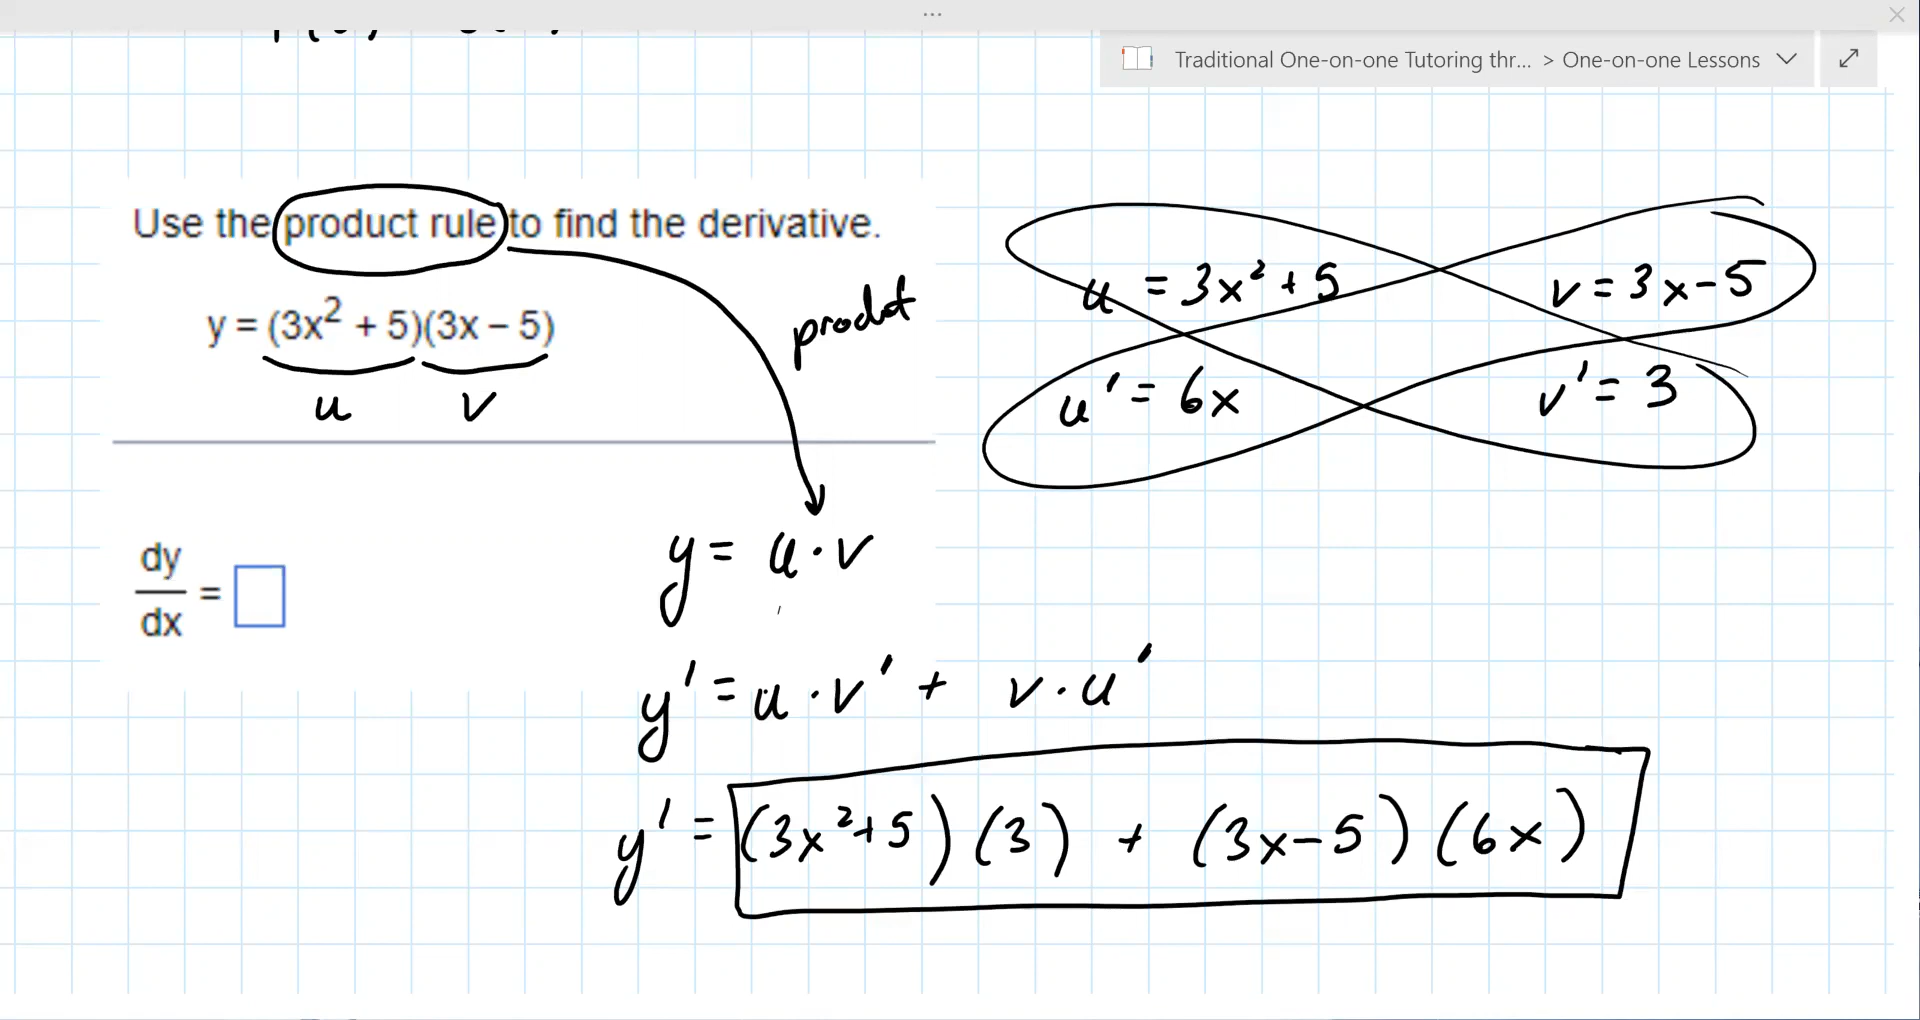 Traditional One-on-one Tutoring thr... > One-on-one Lessons
Use the product rule to find the derivative.
y = (3x² + 5)(3x − 5)
u v
prodct
u = 3x² + 5 v = 3x - 5
u' = 6x v' = 3
dy/dx =
y = u · v
y' = u · v' + v · u'
y' = (3x²+5)(3) + (3x-5)(6x)